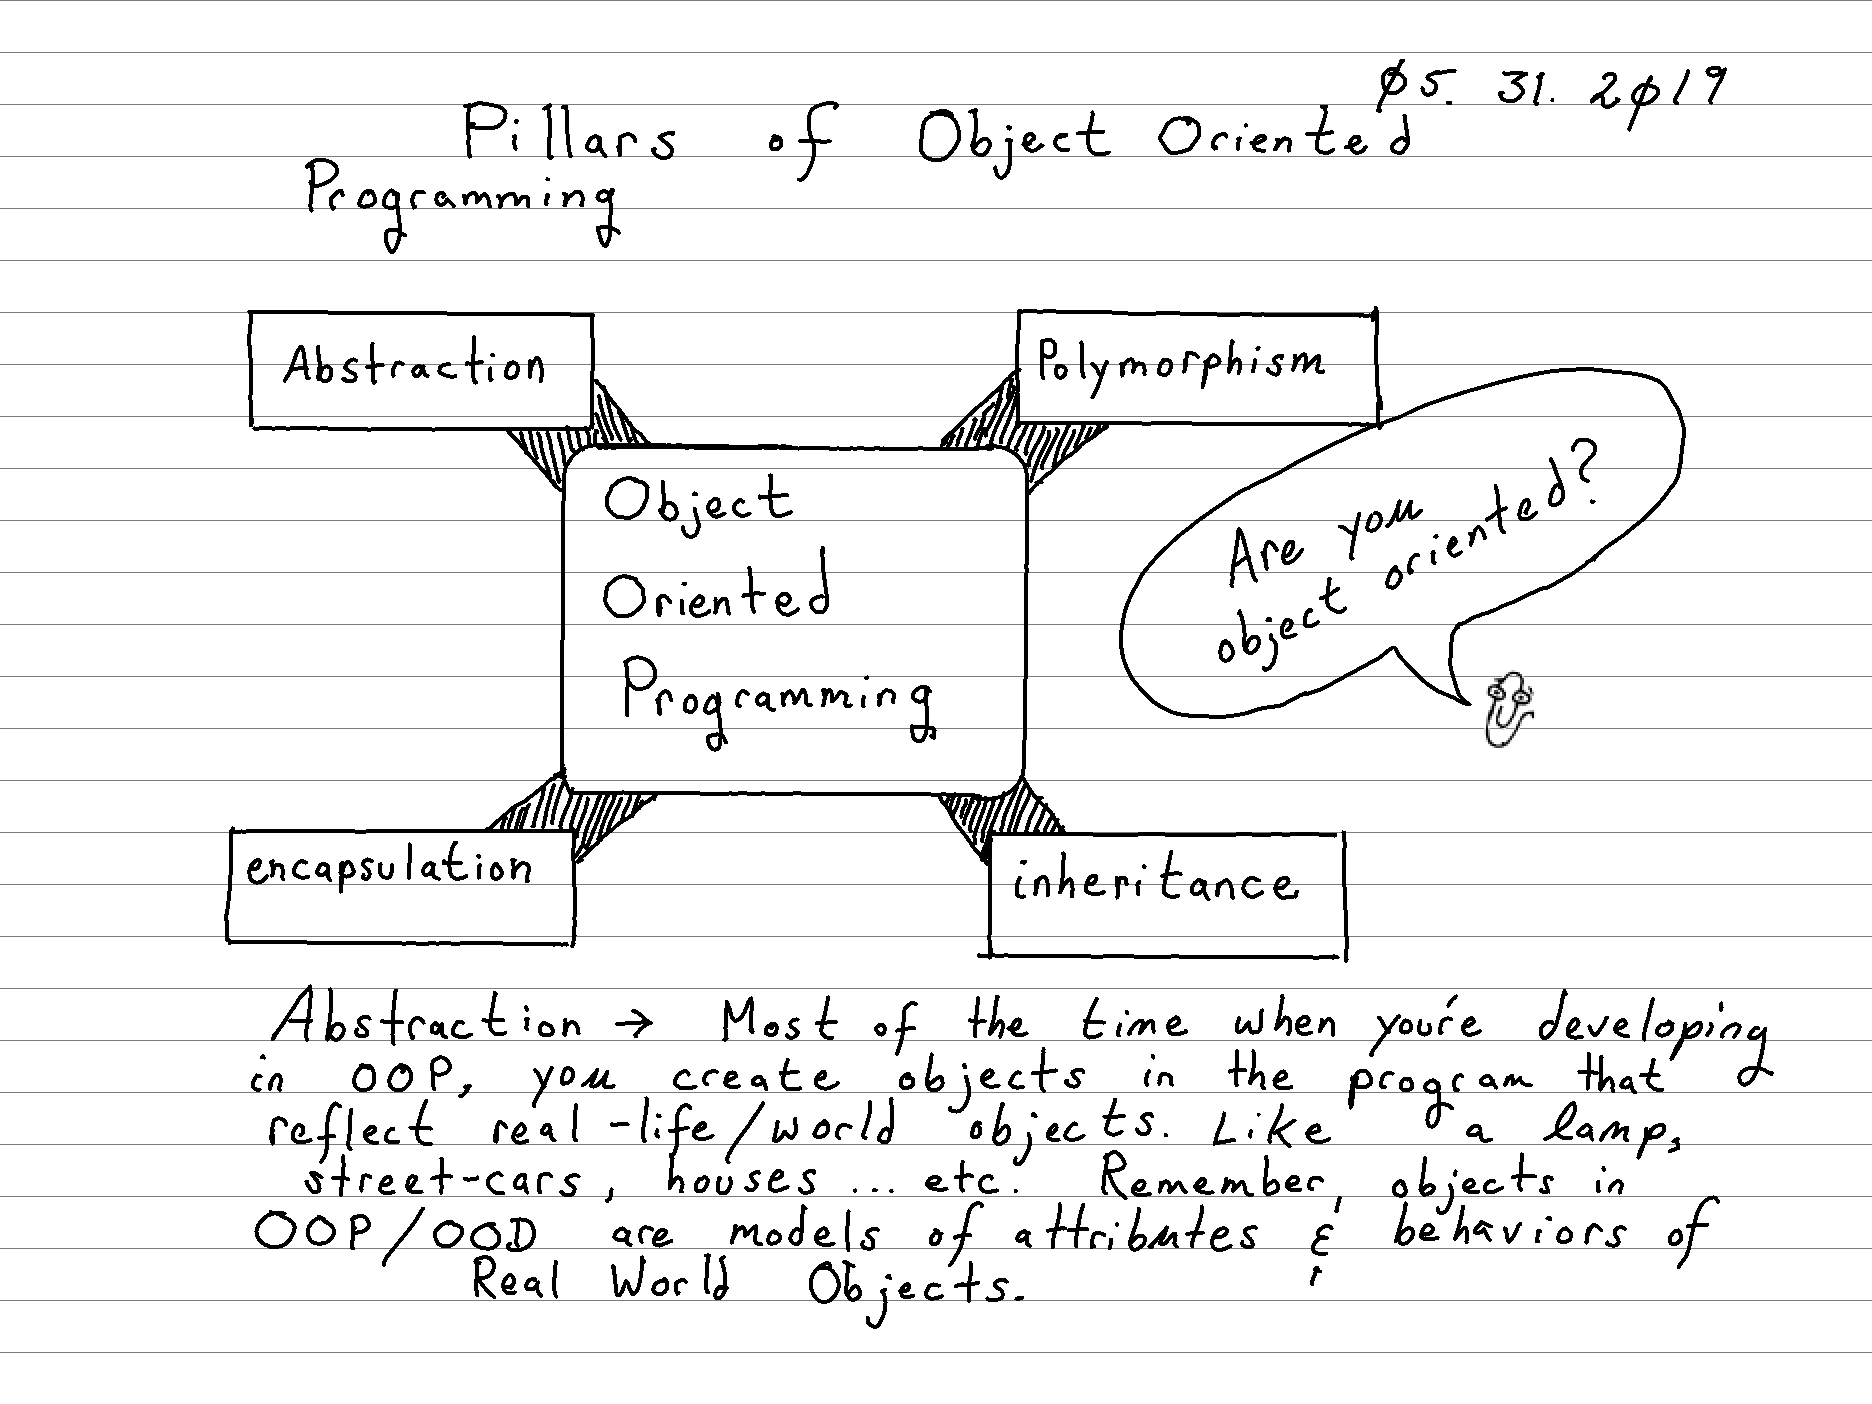 Ø5. 31. 2Ø19
Pillars of Object Oriented
Programming
Abstraction
Polymorphism
Object
Oriented
Programming
Are you
object oriented?
encapsulation
inheritance
Abstraction → Most of the time when you're developing
in OOP, you create objects in the program that
reflect real-life/world objects. Like a lamp,
street-cars, houses ... etc. Remember, objects in
OOP/OOD are models of attributes & behaviors of
Real World Objects.